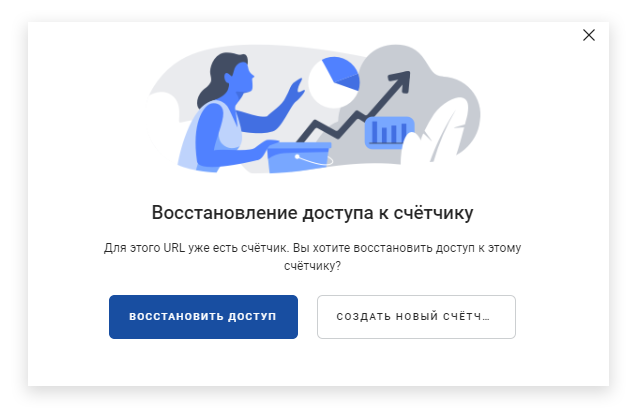 Восстановление доступа к счётчику
Для этого URL уже есть счётчик. Вы хотите восстановить доступ к этому
счётчику?
ВОССТАНОВИТЬ ДОСТУП
СОЗДАТЬ НОВЫЙ СЧЁТЧ…